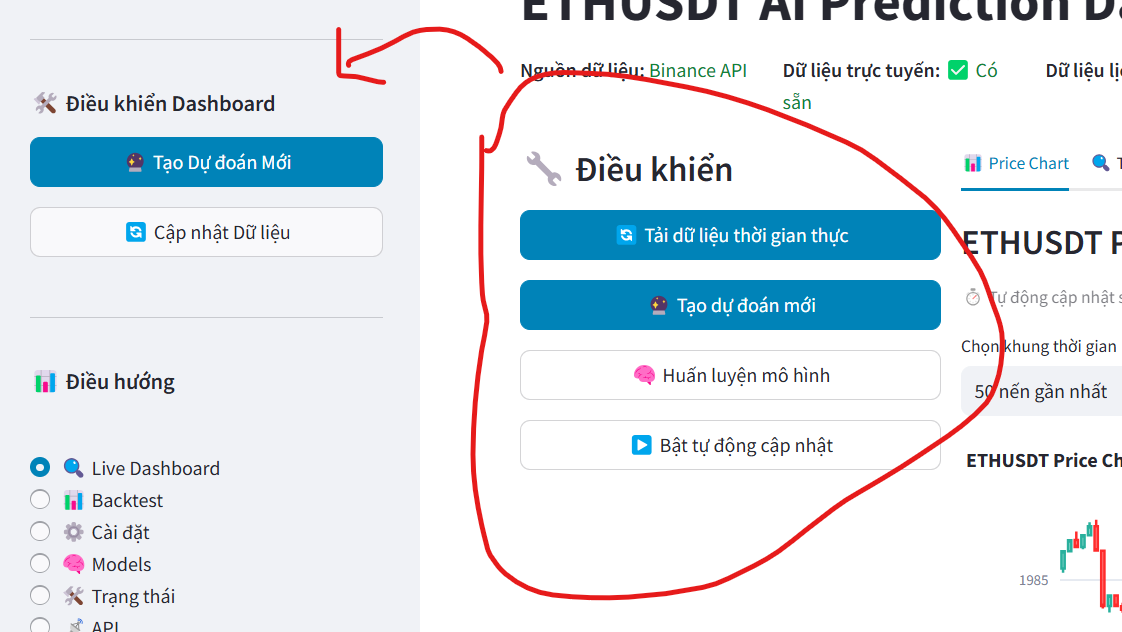 ETHUSDT AI Prediction Da
Nguồn dữ liệu: Binance API
Dữ liệu trực tuyến: ✅ Có sẵn
Dữ liệu
🛠️ Điều khiển Dashboard
🔮 Tạo Dự đoán Mới
🔄 Cập nhật Dữ liệu
📊 Điều hướng
🔍 Live Dashboard
📊 Backtest
⚙️ Cài đặt
🧠 Models
🛠️ Trạng thái
📡 API
🔧 Điều khiển
🔄 Tải dữ liệu thời gian thực
🔮 Tạo dự đoán mới
🧠 Huấn luyện mô hình
▶️ Bật tự động cập nhật
📊 Price Chart
ETHUSDT P
⏱️ Tự động cập nhật
Chọn khung thời gian
50 nến gần nhất
ETHUSDT Price Ch
1985